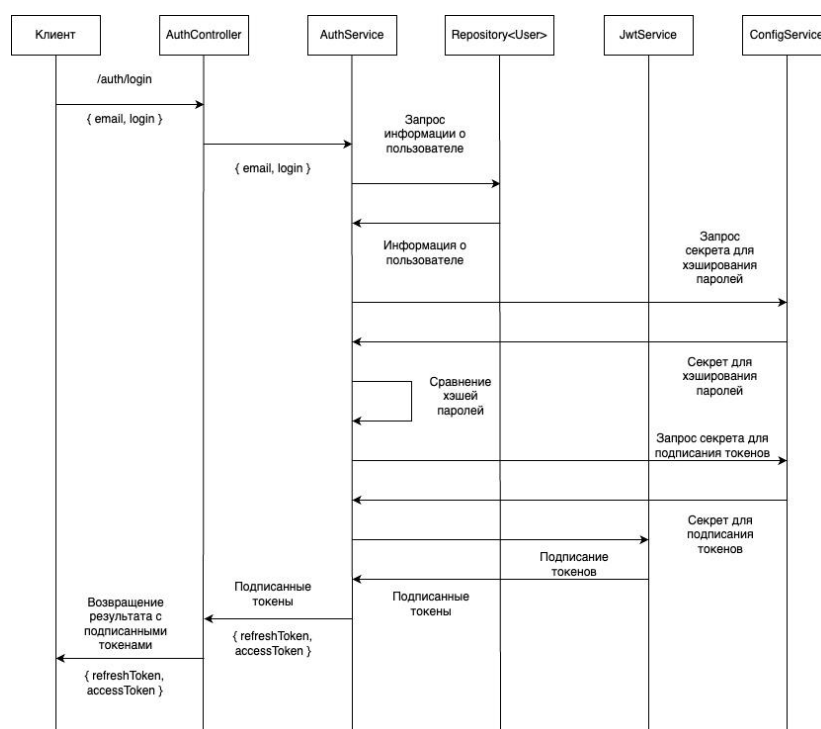 Клиент
AuthController
AuthService
Repository<User>
JwtService
ConfigService
/auth/login
{ email, login }
{ email, login }
Запрос
информации о
пользователе
Информация о
пользователе
Запрос
секрета для
хэширования
паролей
Секрет для
хэширования
паролей
Сравнение
хэшей
паролей
Запрос секрета для
подписания токенов
Секрет для
подписания
токенов
Подписание
токенов
Подписанные
токены
Подписанные
токены
{ refreshToken,
accessToken }
Возвращение
результата с
подписанными
токенами
{ refreshToken,
accessToken }